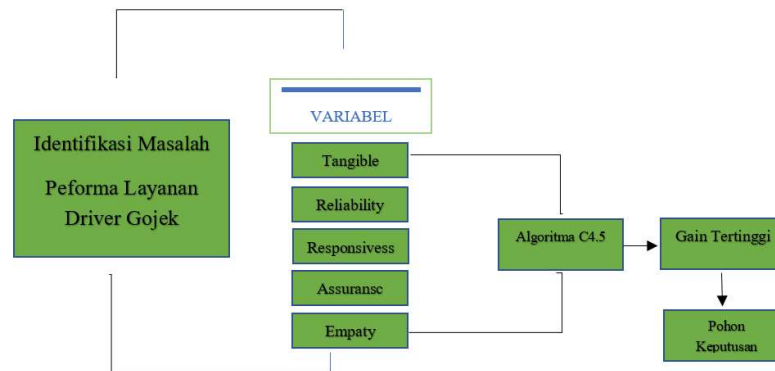 Identifikasi Masalah
Peforma Layanan
Driver Gojek
VARIABEL
Tangible
Reliability
Responsivess
Assuransc
Empaty
Algoritma C4.5
Gain Tertinggi
Pohon
Keputusan